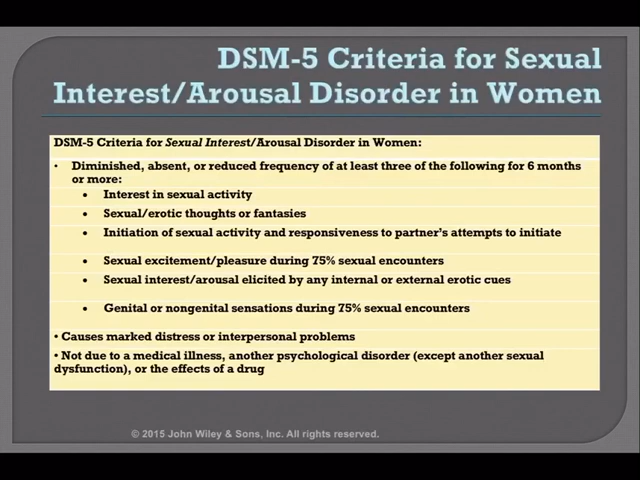 DSM-5 Criteria for Sexual
Interest/Arousal Disorder in Women
DSM-5 Criteria for Sexual Interest/Arousal Disorder in Women:
• Diminished, absent, or reduced frequency of at least three of the following for 6 months
or more:
• Interest in sexual activity
• Sexual/erotic thoughts or fantasies
• Initiation of sexual activity and responsiveness to partner's attempts to initiate
• Sexual excitement/pleasure during 75% sexual encounters
• Sexual interest/arousal elicited by any internal or external erotic cues
• Genital or nongenital sensations during 75% sexual encounters
• Causes marked distress or interpersonal problems
• Not due to a medical illness, another psychological disorder (except another sexual
dysfunction), or the effects of a drug
© 2015 John Wiley & Sons, Inc. All rights reserved.